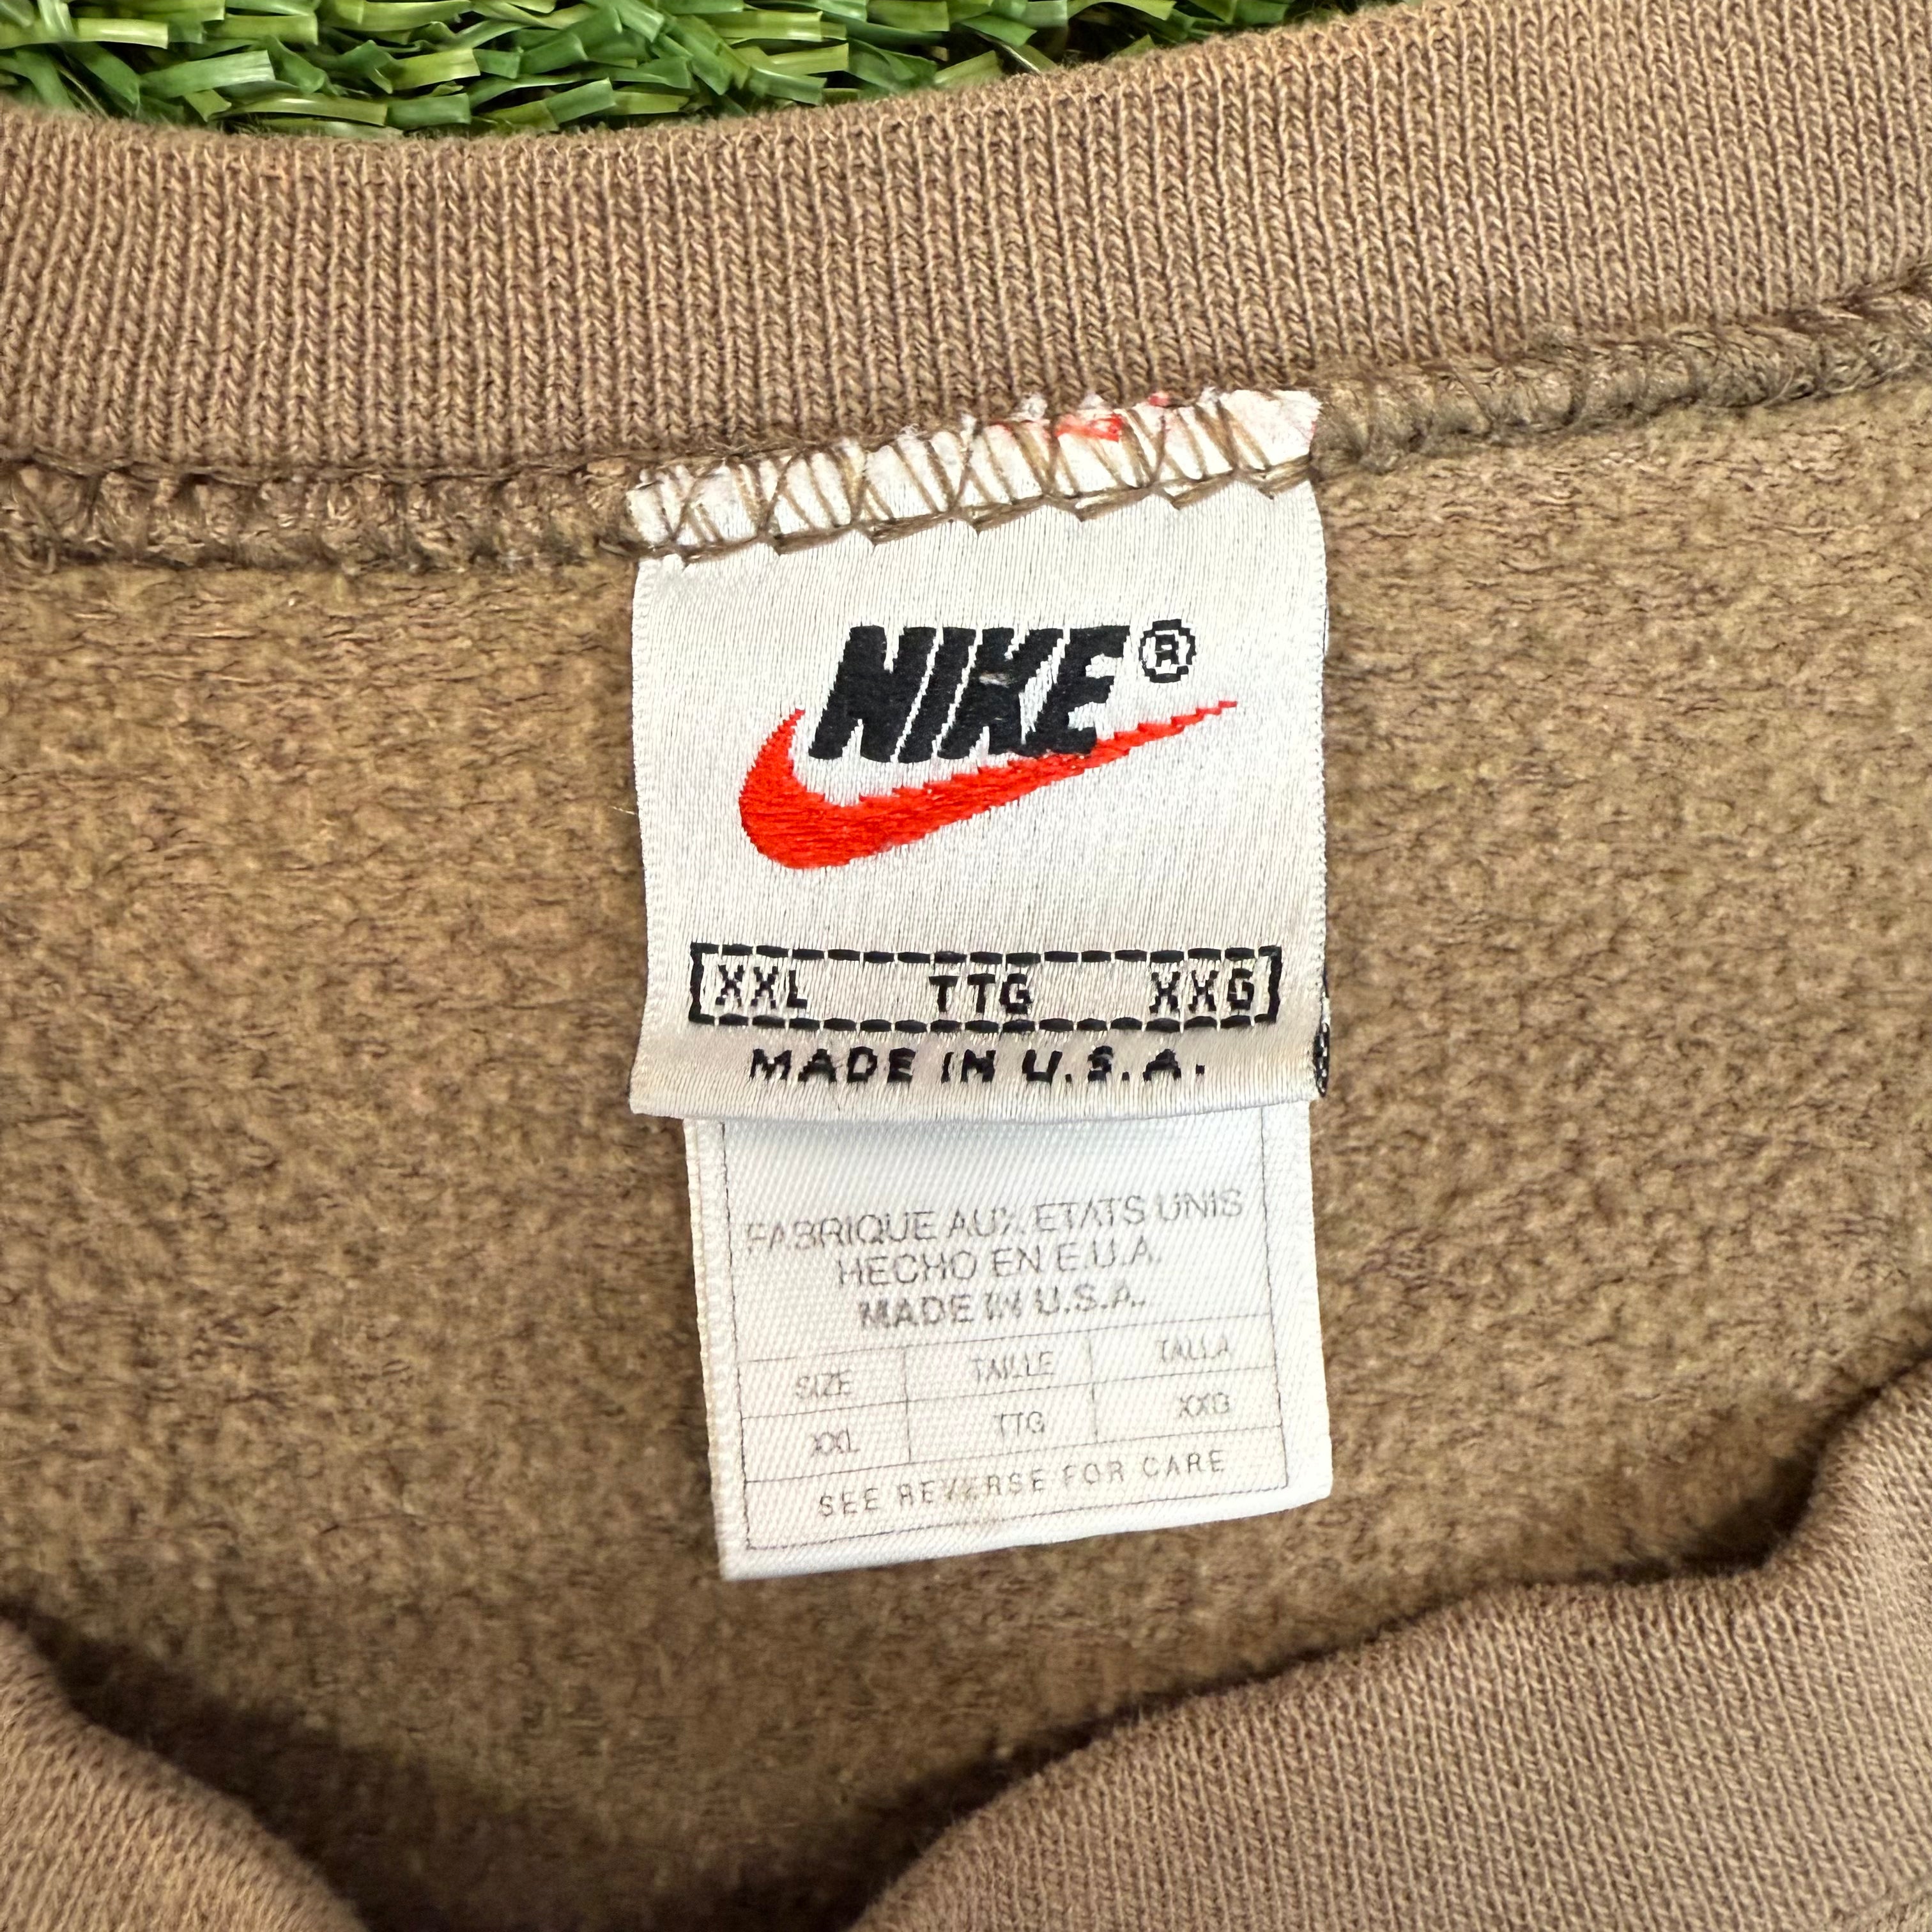 NIKE®
XXL TTG XXG
MADE IN U.S.A.
FABRIQUE AUX ETATS UNIS
HECHO EN E.U.A.
MADE IN U.S.A.
SIZE TAILLE TALLA
XXL TTG XXG
SEE REVERSE FOR CARE